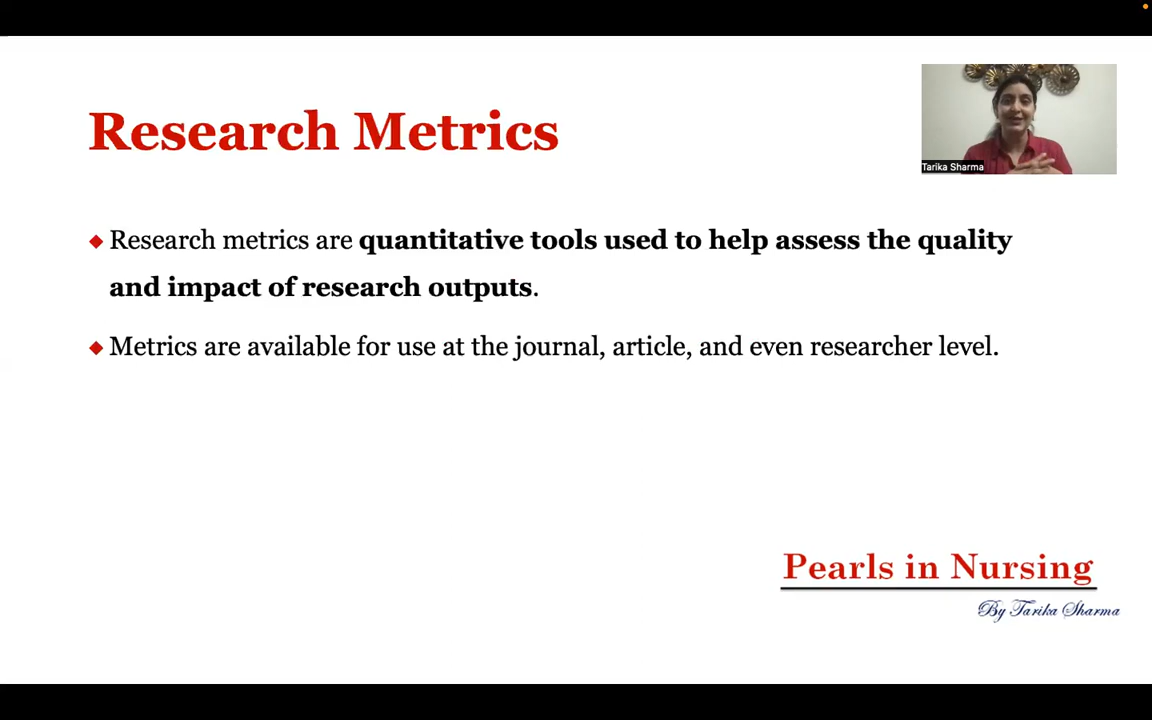 Research Metrics
Tarika Sharma
Research metrics are quantitative tools used to help assess the quality
and impact of research outputs.
Metrics are available for use at the journal, article, and even researcher level.
Pearls in Nursing
By Tarika Sharma